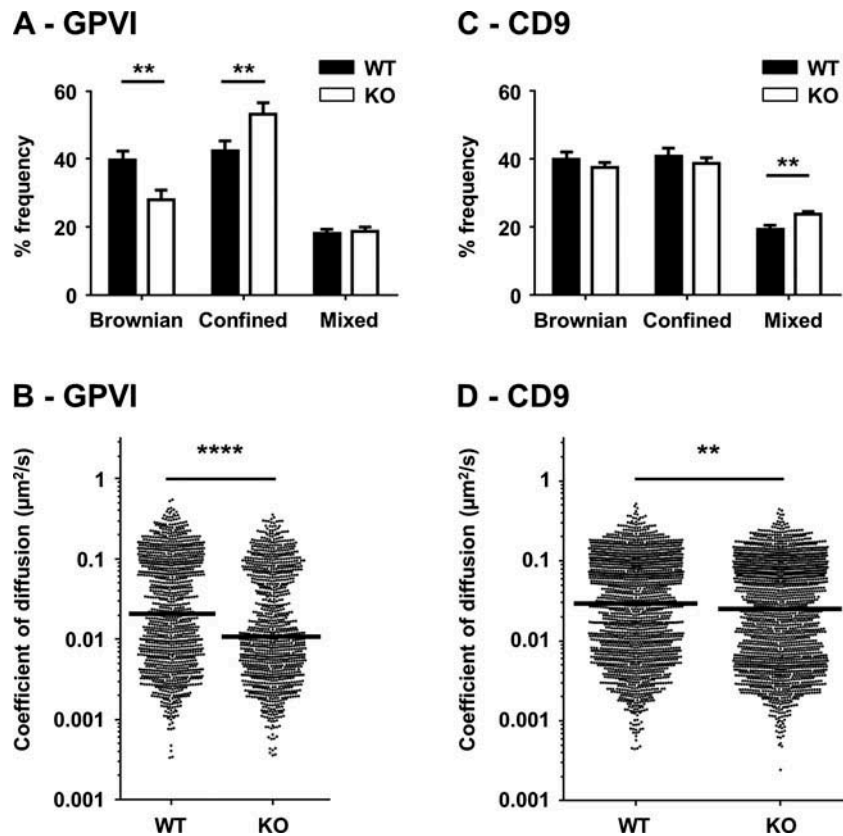 A - GPVI
** **
WT
KO
60
40
20
0
% frequency
Brownian Confined Mixed
C - CD9
WT
KO
**
60
40
20
0
% frequency
Brownian Confined Mixed
B - GPVI
****
1
0.1
0.01
0.001
0.001
Coefficient of diffusion (µm²/s)
WT KO
D - CD9
**
1
0.1
0.01
0.001
0.001
Coefficient of diffusion (µm²/s)
WT KO